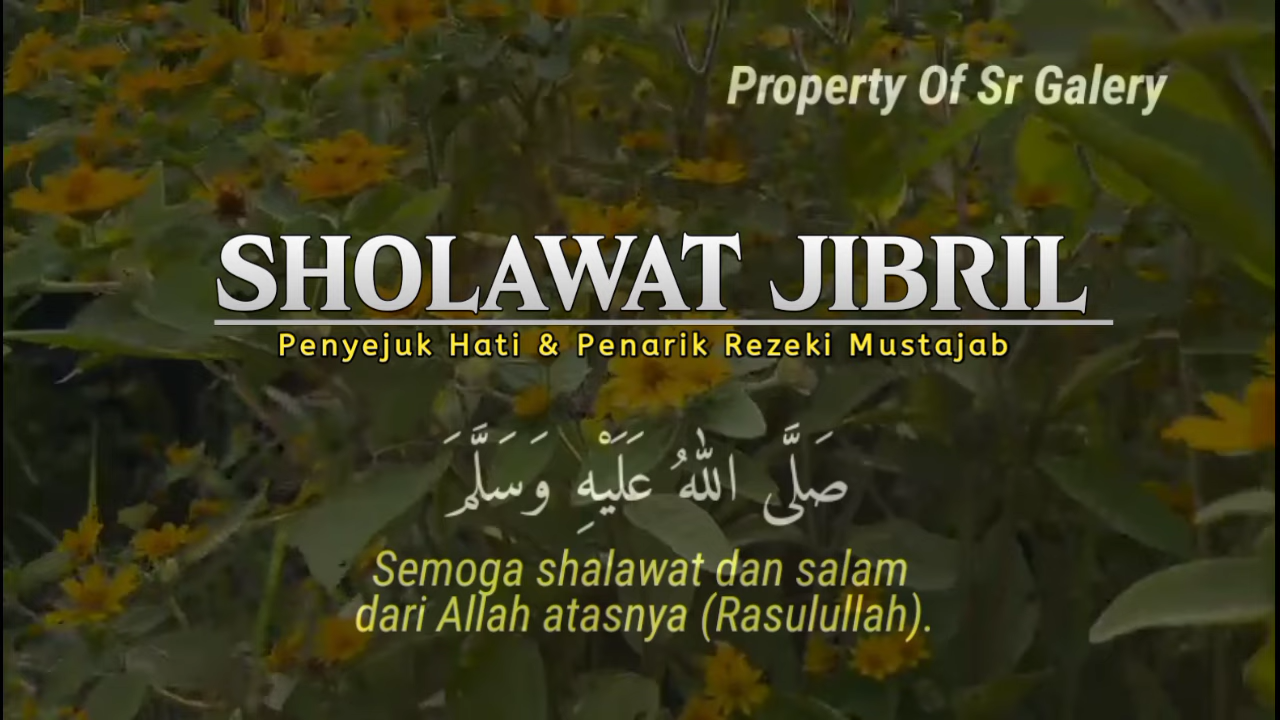 Property Of Sr Galery
SHOLAWAT JIBRIL
Penyejuk Hati & Penarik Rezeki Mustajab
صَلَّى اللهُ عَلَيْهِ وَسَلَّمَ
Semoga shalawat dan salam
dari Allah atasnya (Rasulullah).